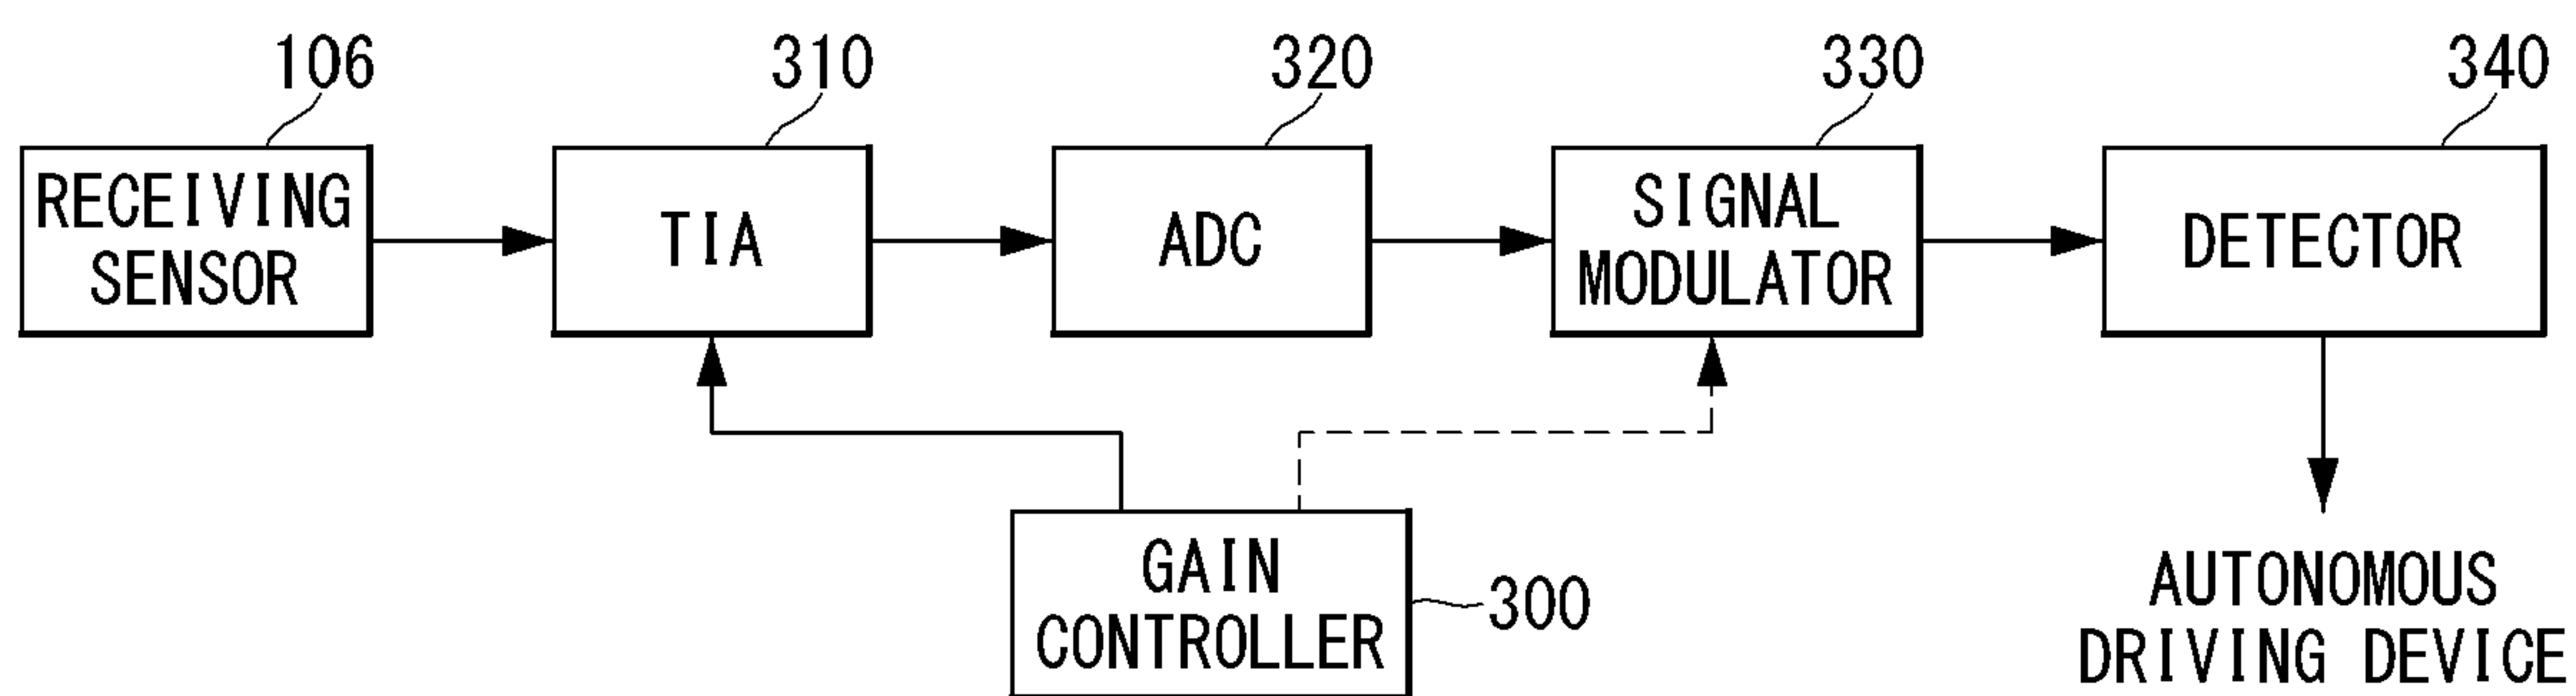 106
310
320
330
340
RECEIVING
SENSOR
TIA
ADC
SIGNAL
MODULATOR
DETECTOR
GAIN
CONTROLLER
300
AUTONOMOUS
DRIVING DEVICE